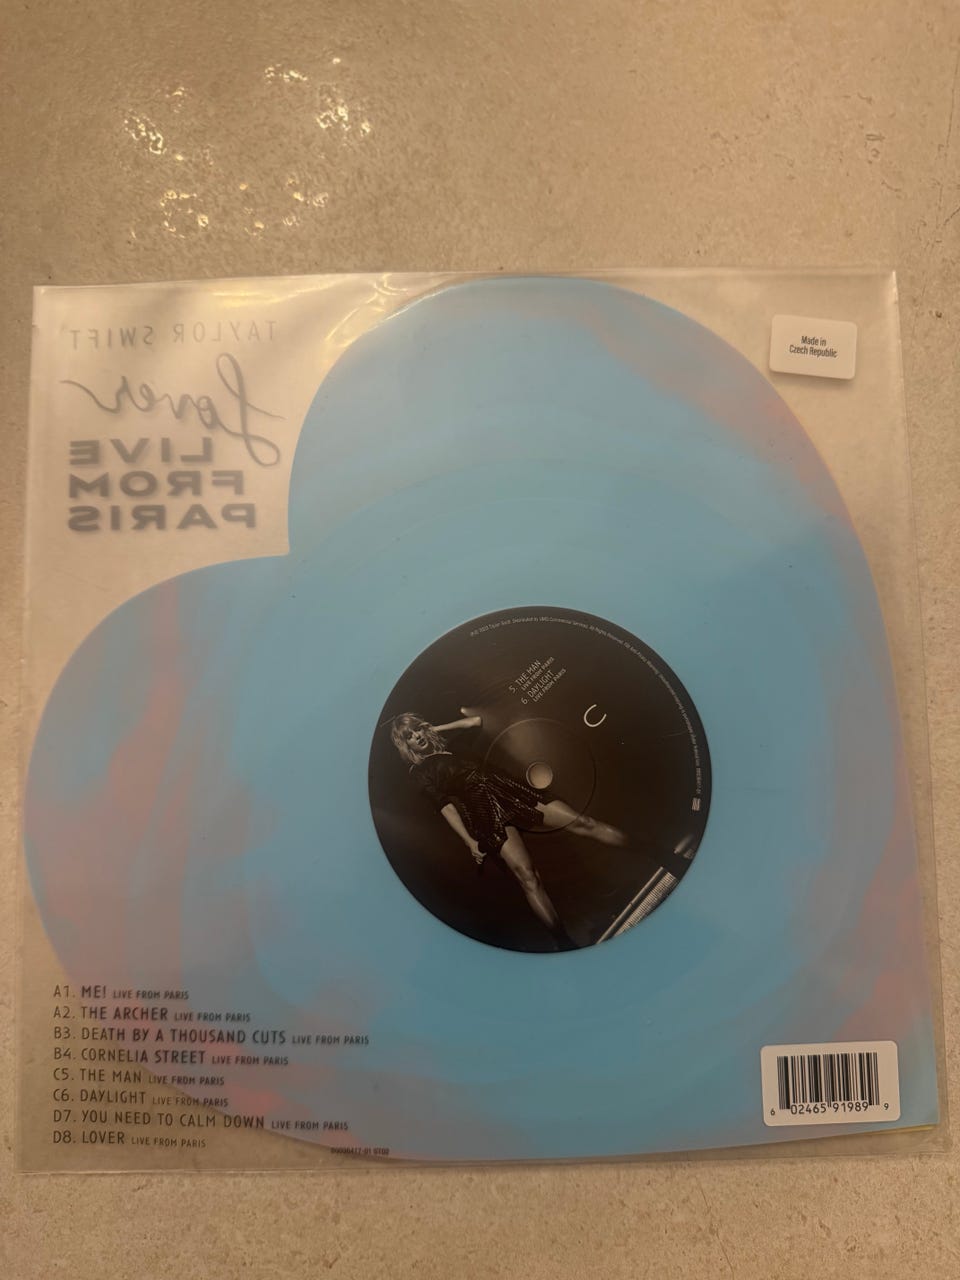 TAYLOR SWIFT
Lover
LIVE
FROM
PARIS
Made in
Czech Republic
5. THE MAN
LIVE FROM PARIS
6. DAYLIGHT
LIVE FROM PARIS
C
A1. ME! LIVE FROM PARIS
A2. THE ARCHER LIVE FROM PARIS
B3. DEATH BY A THOUSAND CUTS LIVE FROM PARIS
B4. CORNELIA STREET LIVE FROM PARIS
C5. THE MAN LIVE FROM PARIS
C6. DAYLIGHT LIVE FROM PARIS
D7. YOU NEED TO CALM DOWN LIVE FROM PARIS
D8. LOVER LIVE FROM PARIS
6 02465 91989 9